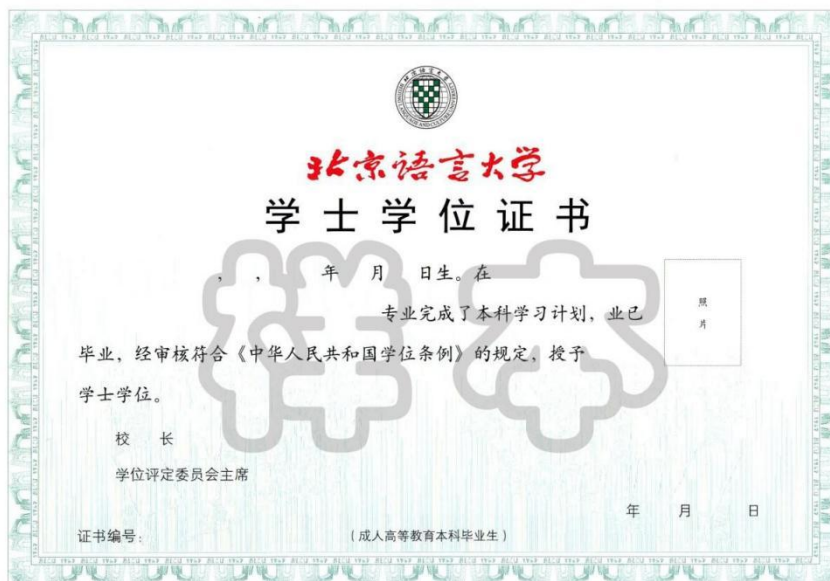 北京语言大学
学士学位证书
, , 年 月 日生。在
专业完成了本科学习计划，业已
毕业，经审核符合《中华人民共和国学位条例》的规定，授予
学士学位。
照片
样本
校 长
学位评定委员会主席
年 月 日
证书编号：
（成人高等教育本科毕业生）